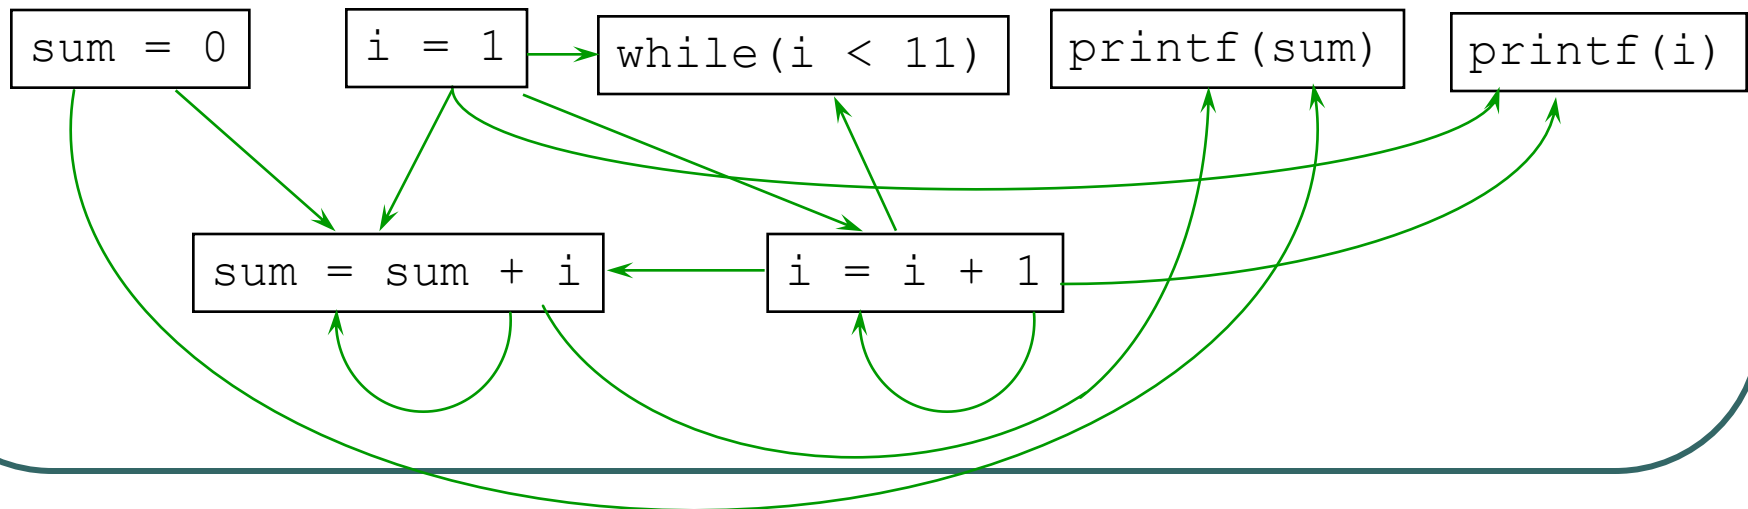 sum = 0
i = 1
while(i < 11)
printf(sum)
printf(i)
sum = sum + i
i = i + 1